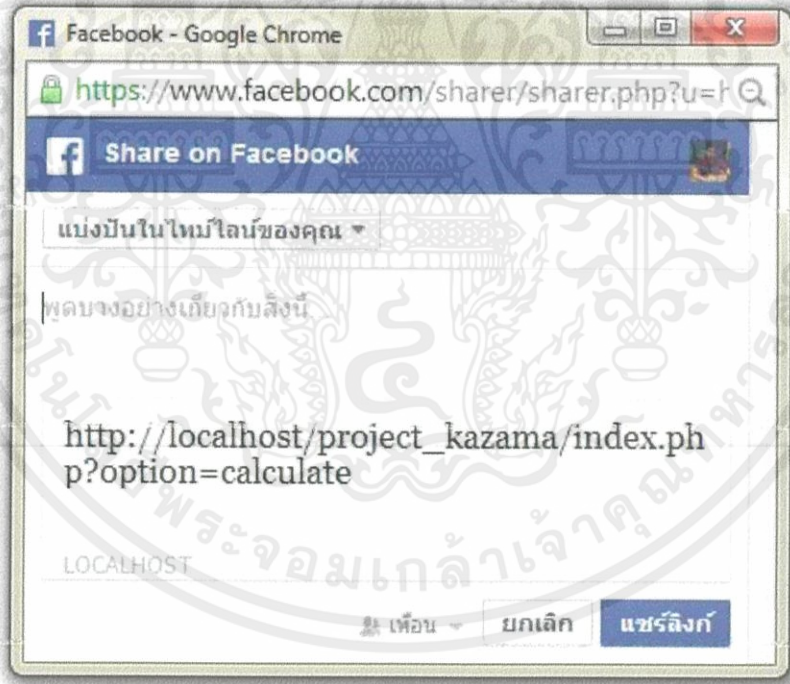 Facebook - Google Chrome
https://www.facebook.com/sharer/sharer.php?u=h
Share on Facebook
แบ่งปันในไทม์ไลน์ของคุณ
พูดบางอย่างเกี่ยวกับสิ่งนี้
http://localhost/project_kazama/index.ph
p?option=calculate
LOCALHOST
เพื่อน ยกเลิก แชร์ลิงก์